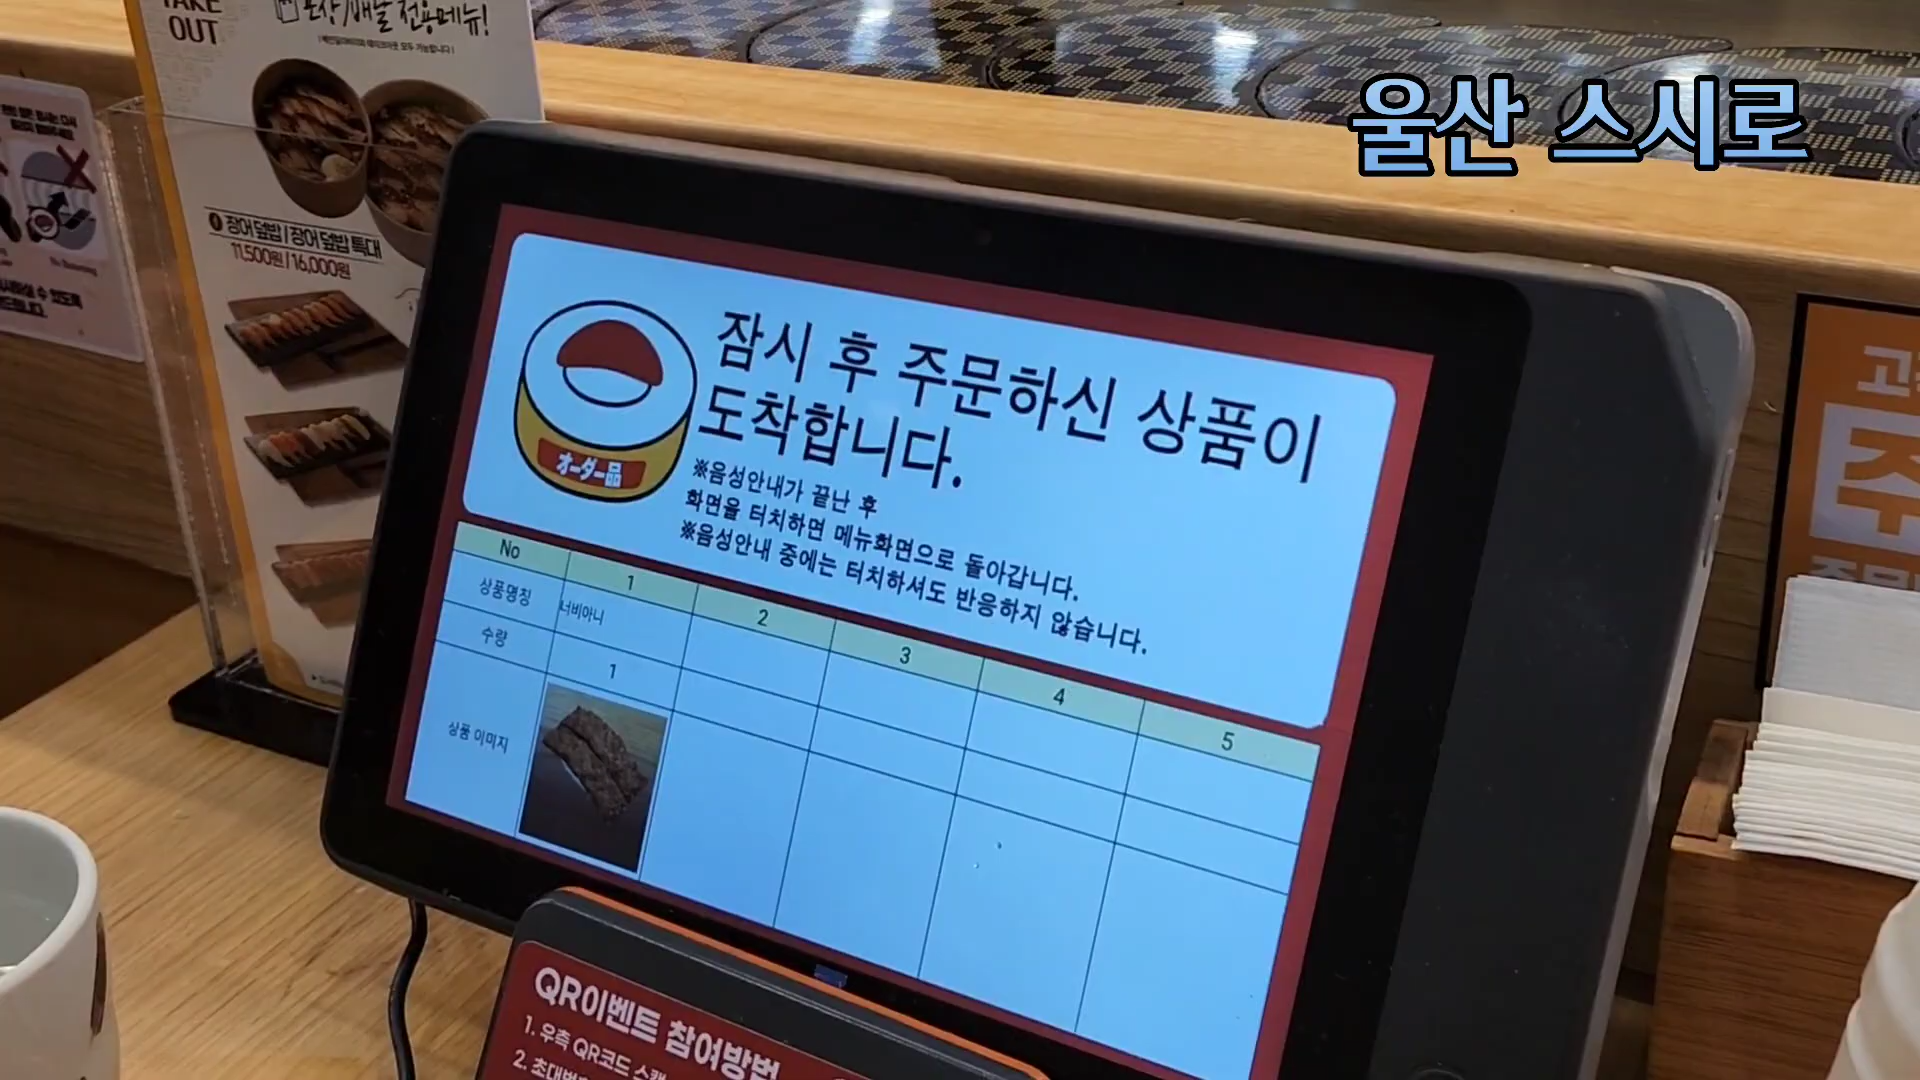 울산 스시로
TAKE
OUT
포장/배달 전용메뉴!
장어 덮밥 / 장어 덮밥 특대
11,500원 / 16,000원
잠시 후 주문하신 상품이
도착합니다.
※음성안내가 끝난 후
화면을 터치하면 메뉴화면으로 돌아갑니다.
※음성안내 중에는 터치하셔도 반응하지 않습니다.
オーダー品
No 1 2 3 4 5
상품명칭 너비아니
수량 1
상품 이미지
QR이벤트 참여방법
1. 우측 QR코드
2.